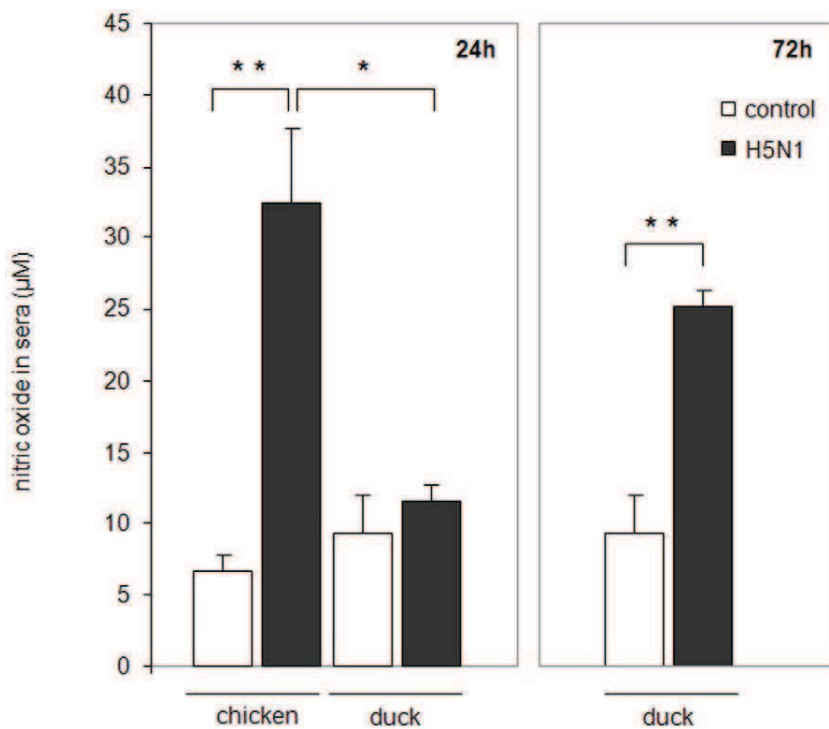 nitric oxide in sera (µM)
45
40
35
30
25
20
15
10
5
0
24h
* *
*
chicken
duck
72h
control
H5N1
* *
duck